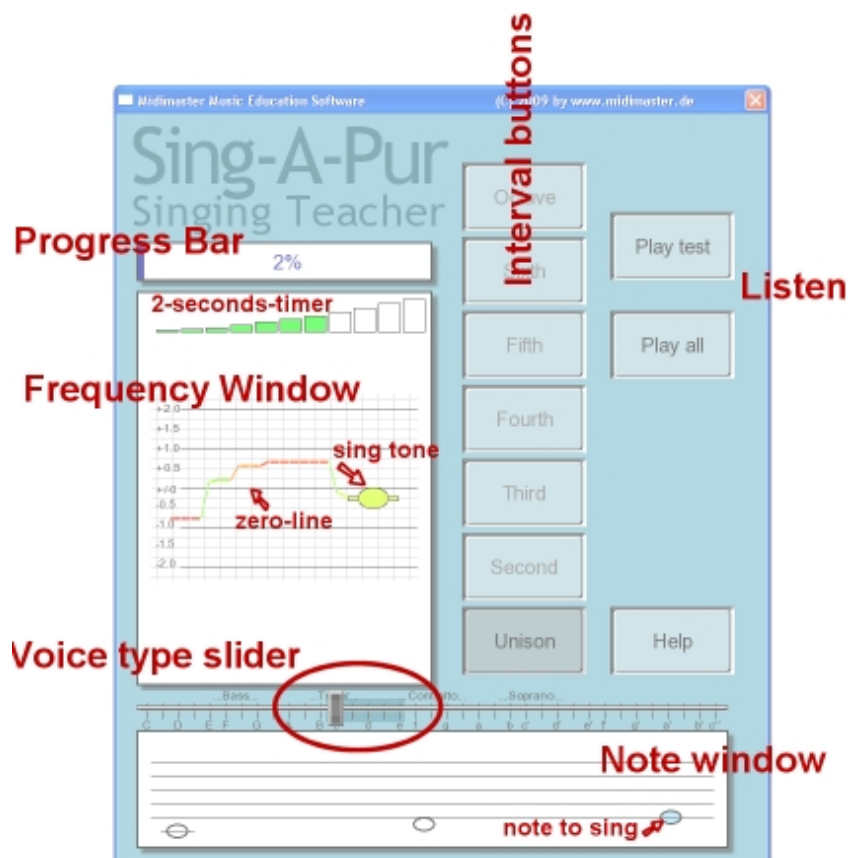 Interval buttons
Midimaster Music Education Software
by www.midimaster.de
Sing-A-Pur
Singing Teacher
Progress Bar
2%
2-seconds-timer
Frequency Window
+2.0
+1.5
+1.0
+0.5
+/-0
-0.5
-1.0
-1.5
-2.0
sing tone
zero-line
Octave
Sixth
Fifth
Fourth
Third
Second
Unison
Play test
Listen
Play all
Help
Voice type slider
...Bass... ...Soprano...
C D E F G
Note window
note to sing